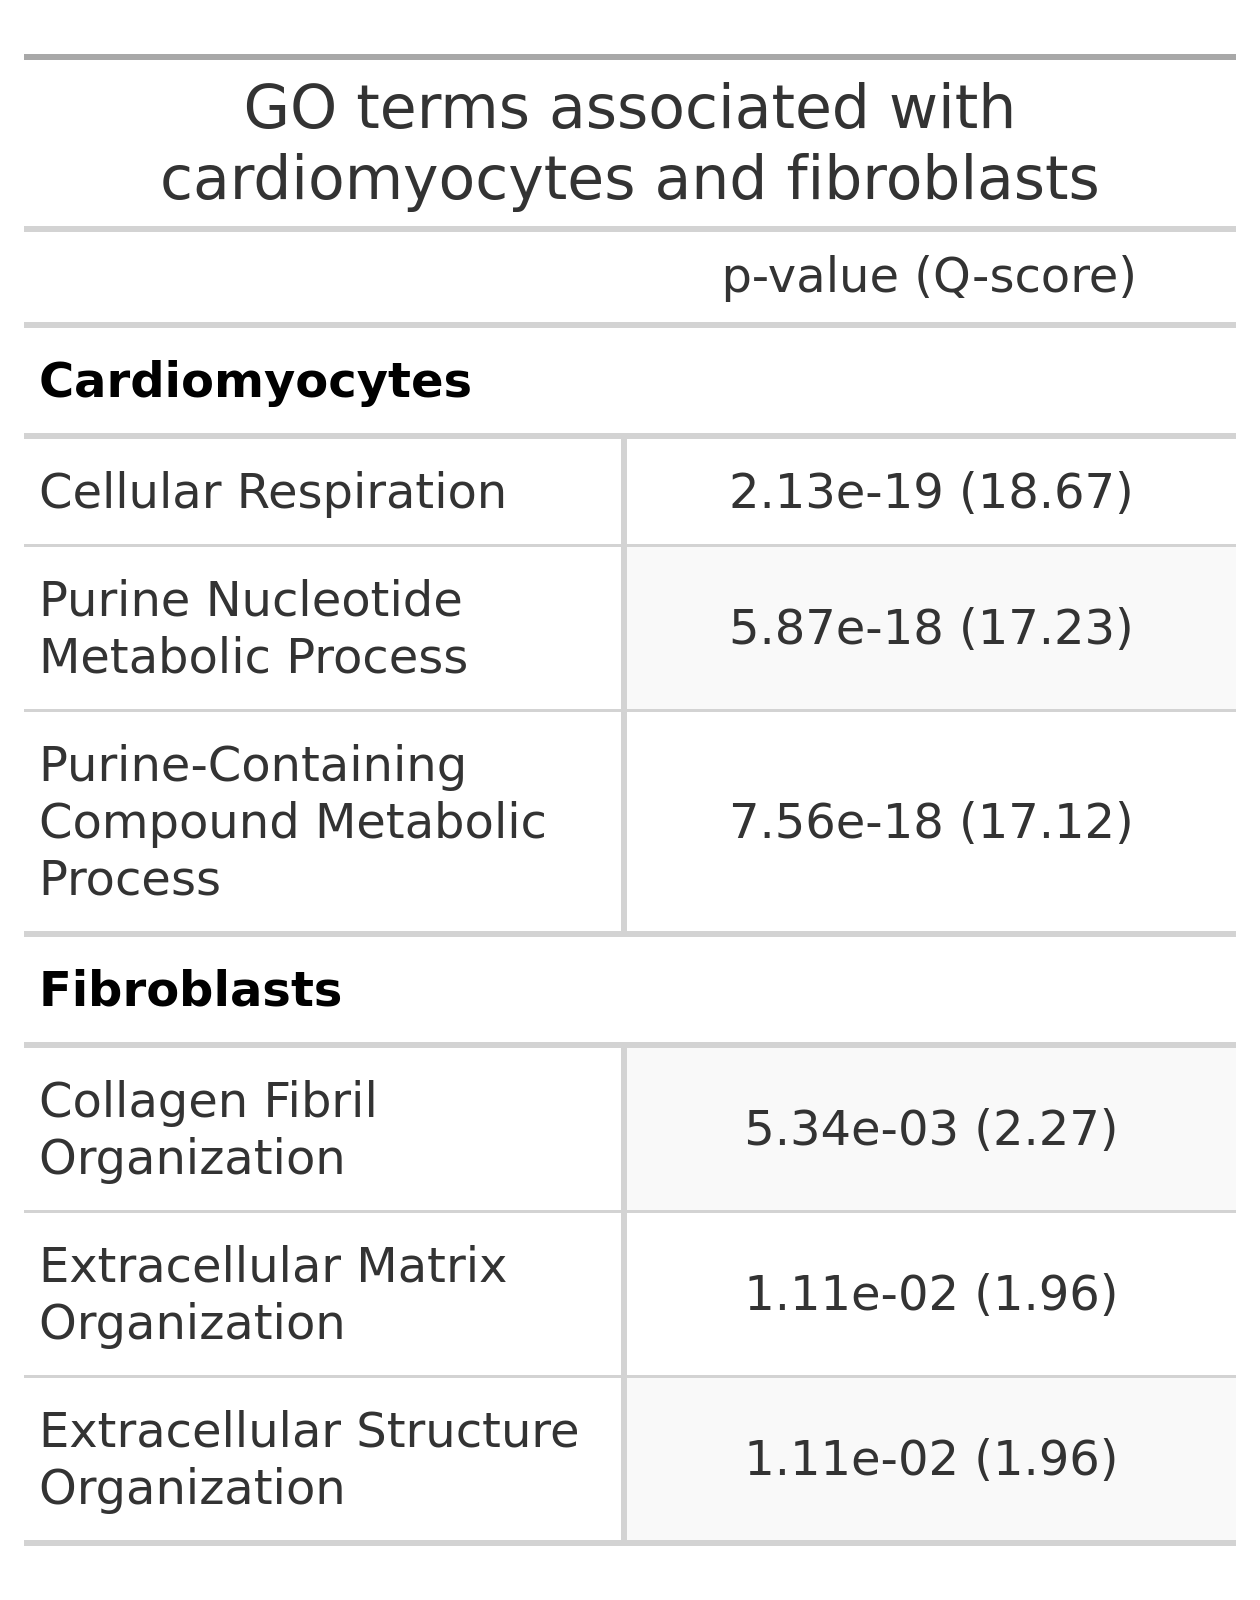 GO terms associated with
cardiomyocytes and fibroblasts
p-value (Q-score)
Cardiomyocytes
Cellular Respiration 2.13e-19 (18.67)
Purine Nucleotide
Metabolic Process 5.87e-18 (17.23)
Purine-Containing
Compound Metabolic 7.56e-18 (17.12)
Process
Fibroblasts
Collagen Fibril
Organization 5.34e-03 (2.27)
Extracellular Matrix
Organization 1.11e-02 (1.96)
Extracellular Structure
Organization 1.11e-02 (1.96)